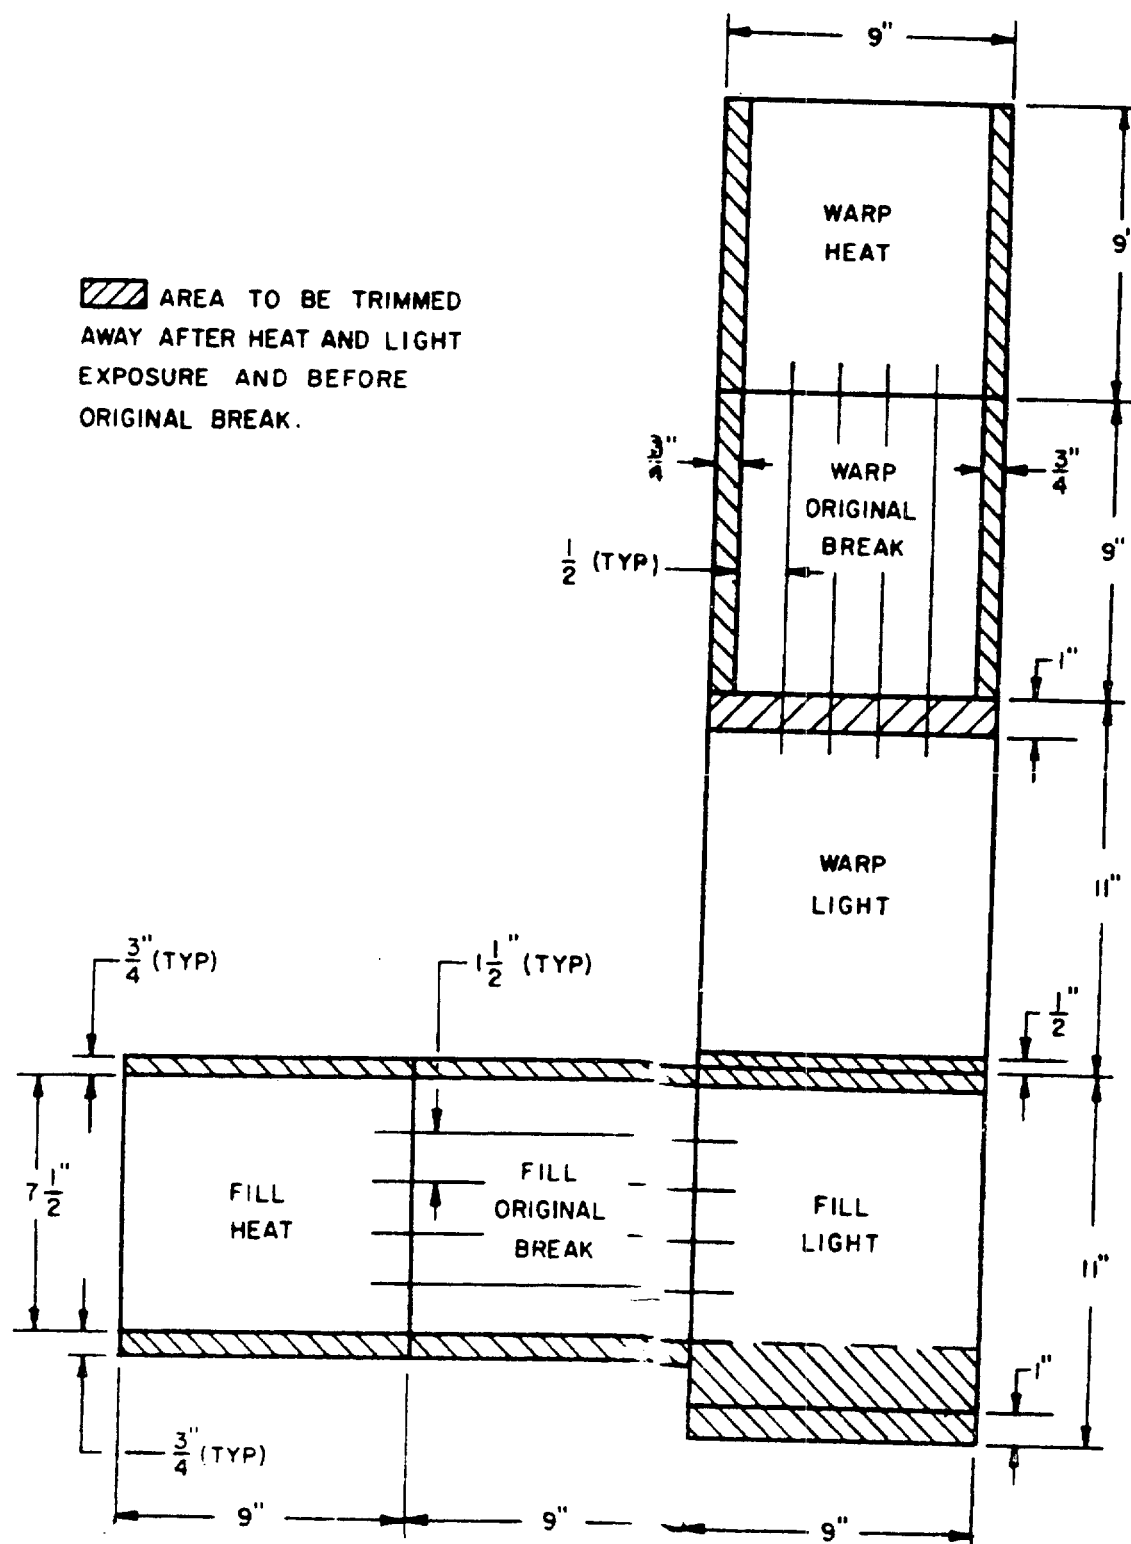 9"
WARP
HEAT
9"
AREA TO BE TRIMMED
AWAY AFTER HEAT AND LIGHT
EXPOSURE AND BEFORE
ORIGINAL BREAK.
3/4"
WARP
ORIGINAL
BREAK
3/4"
1/2 (TYP)
9"
1"
WARP
LIGHT
11"
3/4" (TYP)
1 1/2" (TYP)
1/2"
7 1/2"
FILL
HEAT
FILL
ORIGINAL
BREAK
FILL
LIGHT
11"
1"
3/4" (TYP)
9"
9"
9"